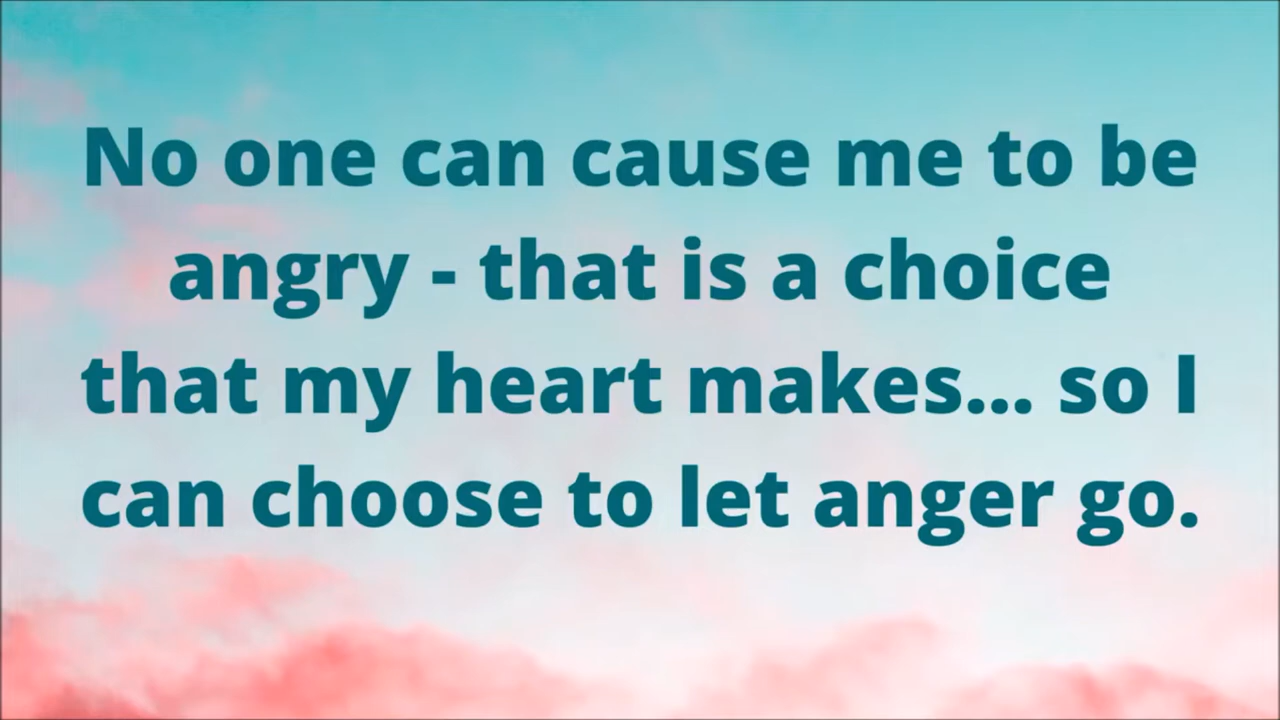 No one can cause me to be
angry - that is a choice
that my heart makes... so I
can choose to let anger go.